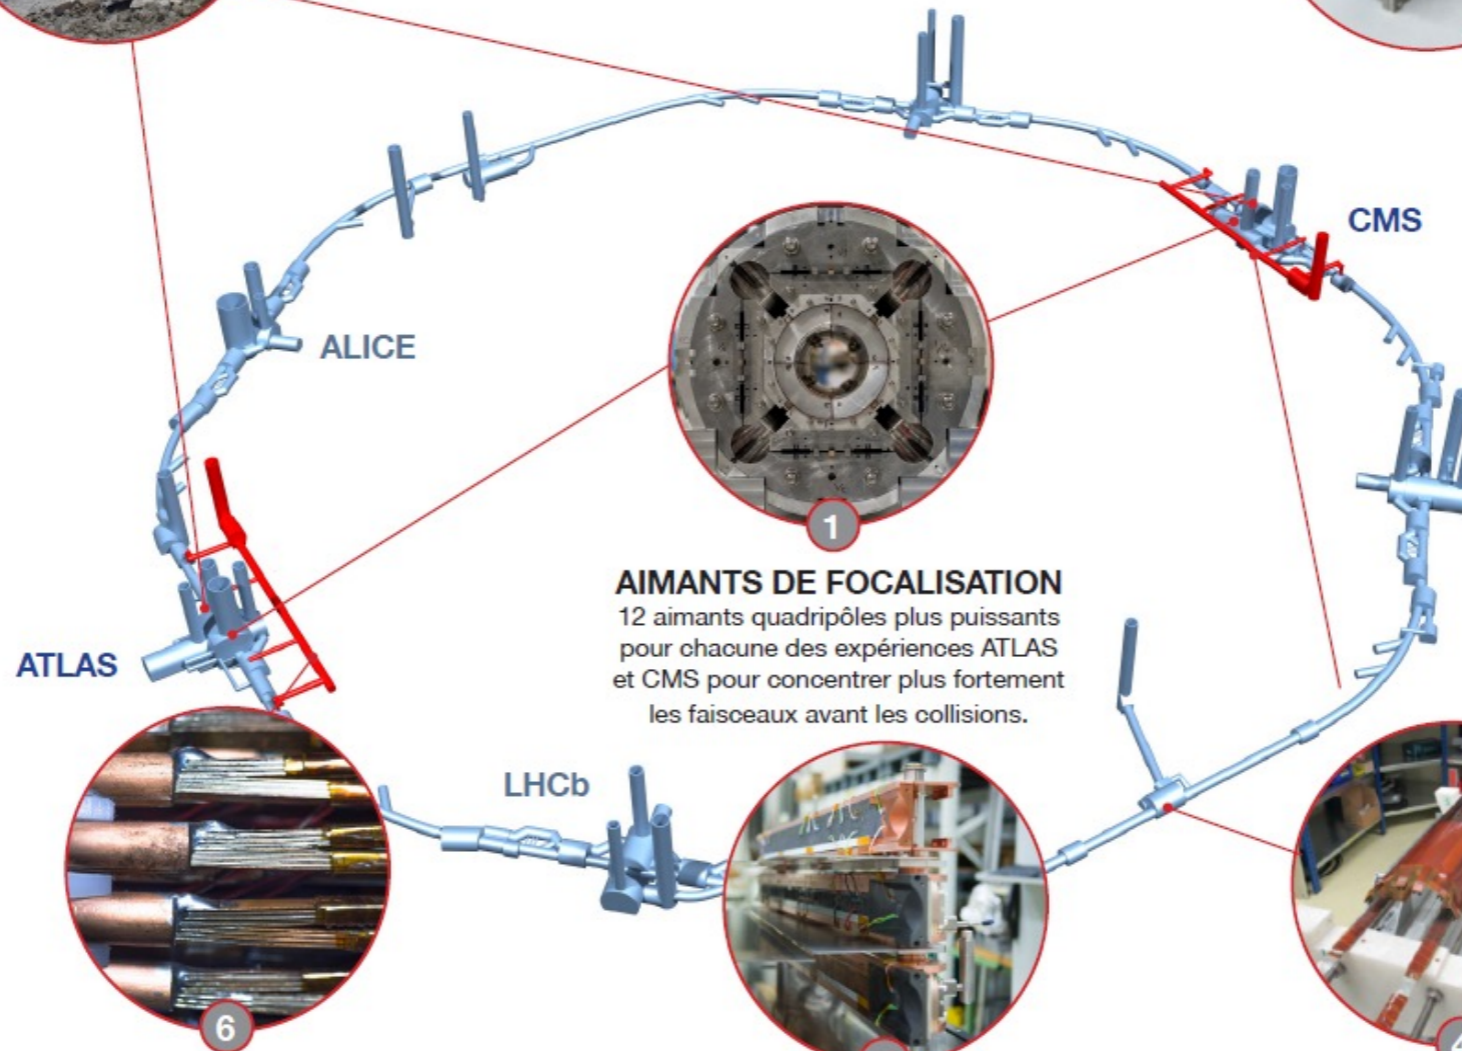 CMS
ALICE
1
AIMANTS DE FOCALISATION
12 aimants quadripôles plus puissants
pour chacune des expériences ATLAS
et CMS pour concentrer plus fortement
les faisceaux avant les collisions.
ATLAS
LHCb
6